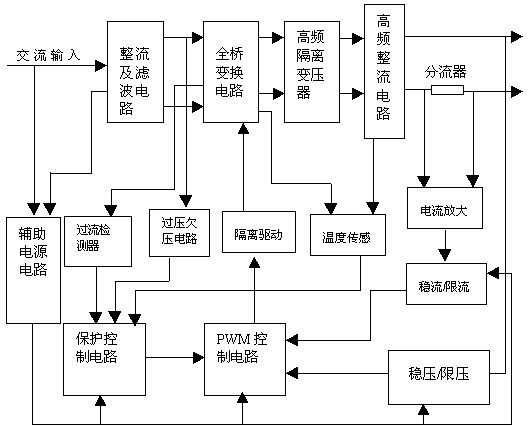 交流输入
整流
及滤
波电
路
全桥
变换
电路
高频
隔离
变压
器
高
频
整
流
电
路
分流器
辅助
电源
电路
过流检
测器
过压欠
压电路
隔离驱动
温度传感
电流放大
稳流/限流
保护控
制电路
PWM 控
制电路
稳压/限压